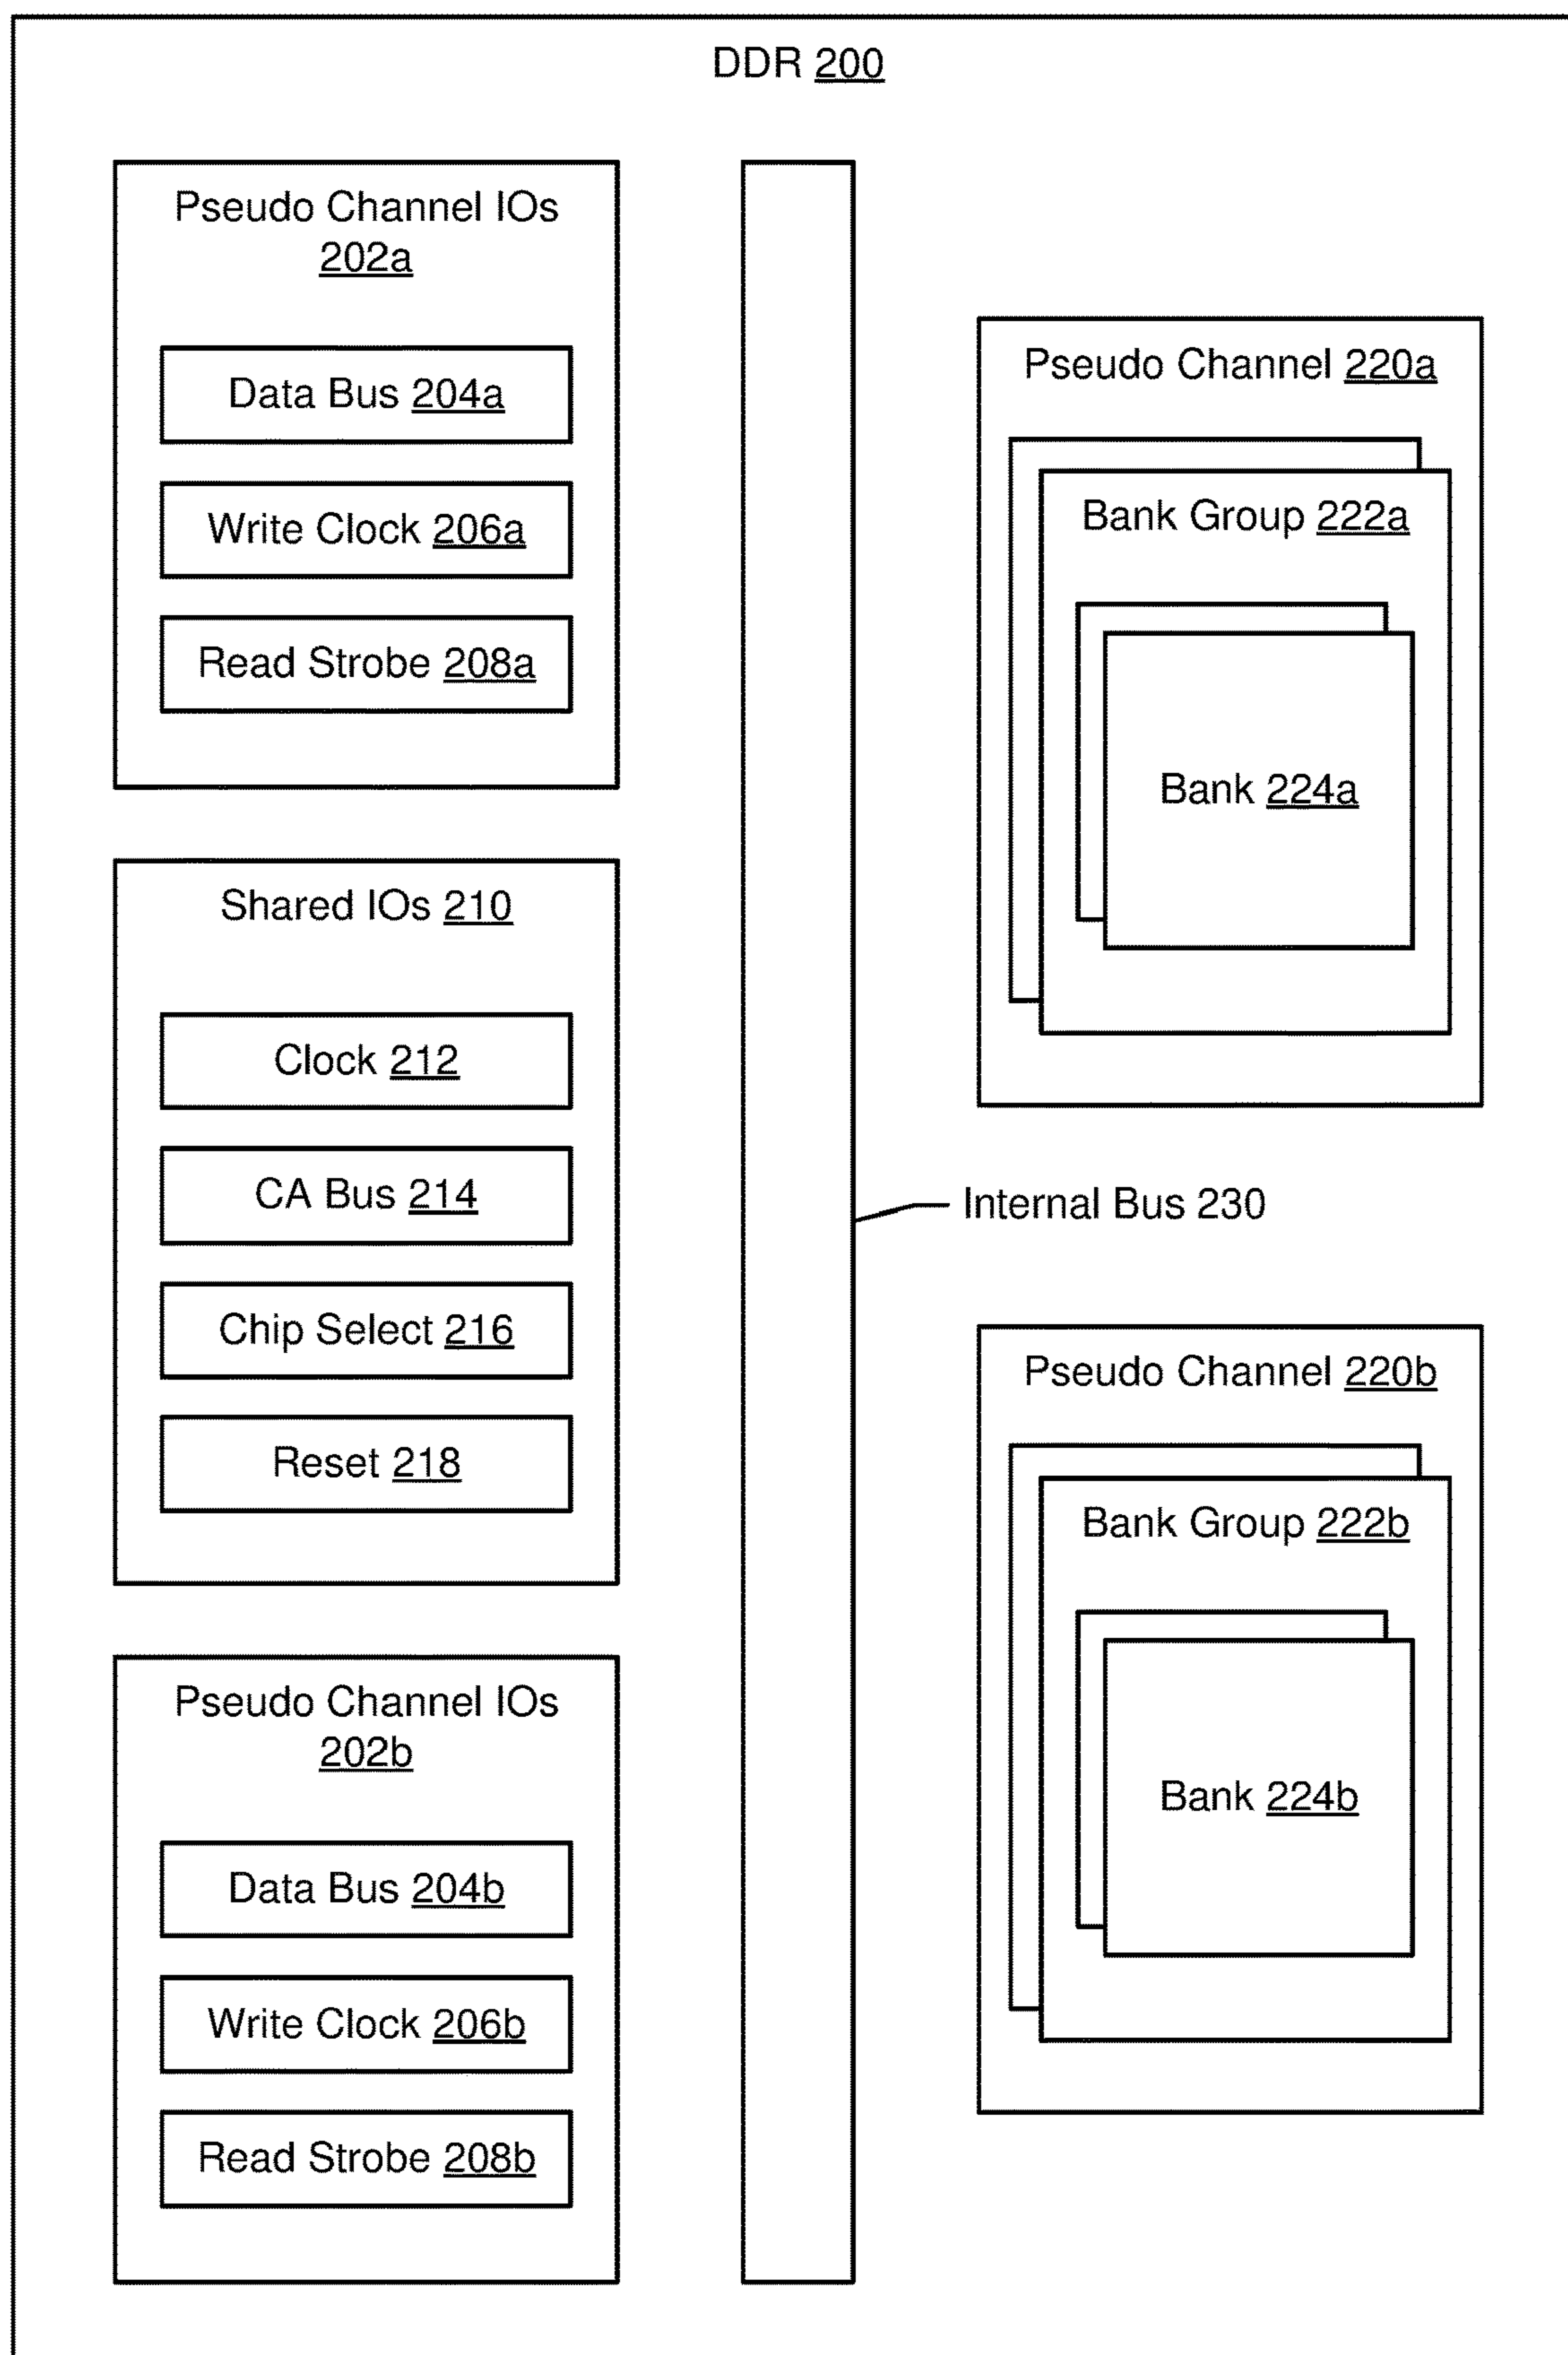 DDR 200
Pseudo Channel IOs
202a
Data Bus 204a
Write Clock 206a
Read Strobe 208a
Shared IOs 210
Clock 212
CA Bus 214
Chip Select 216
Reset 218
Pseudo Channel IOs
202b
Data Bus 204b
Write Clock 206b
Read Strobe 208b
Internal Bus 230
Pseudo Channel 220a
Bank Group 222a
Bank 224a
Pseudo Channel 220b
Bank Group 222b
Bank 224b